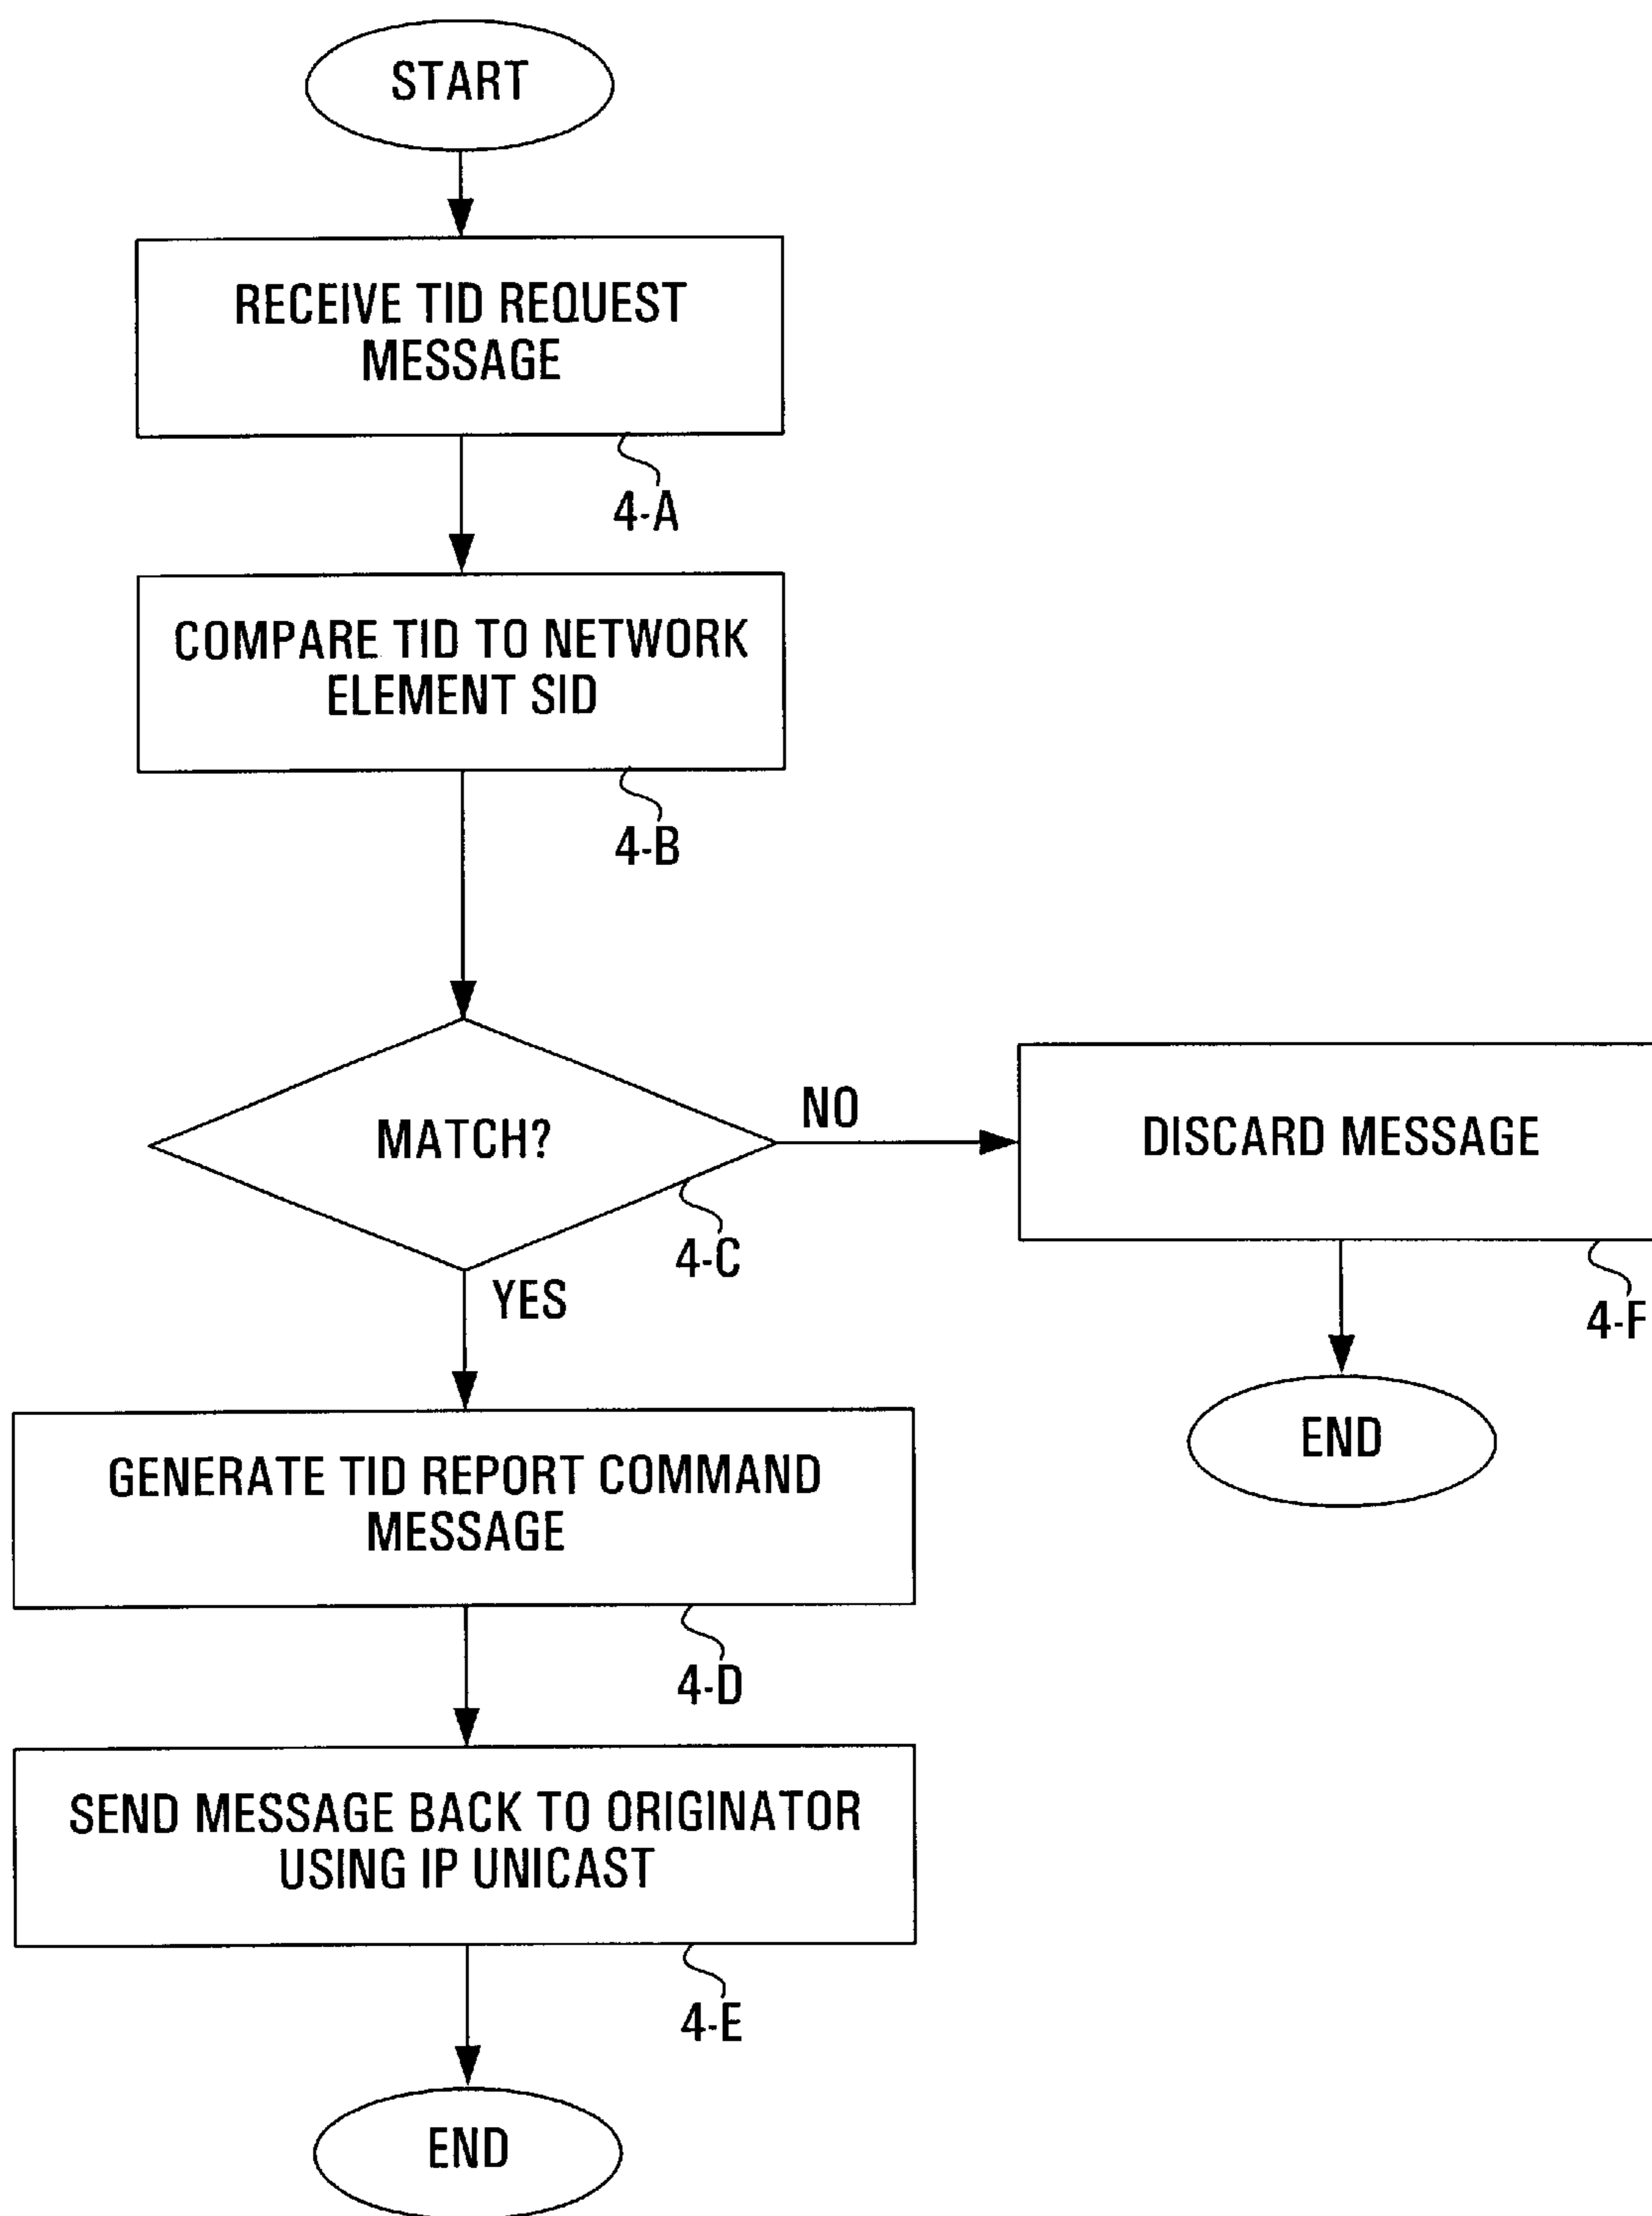 START
RECEIVE TID REQUEST
MESSAGE
4-A
COMPARE TID TO NETWORK
ELEMENT SID
4-B
MATCH?
NO
DISCARD MESSAGE
4-C
YES
4-F
END
GENERATE TID REPORT COMMAND
MESSAGE
4-D
SEND MESSAGE BACK TO ORIGINATOR
USING IP UNICAST
4-E
END